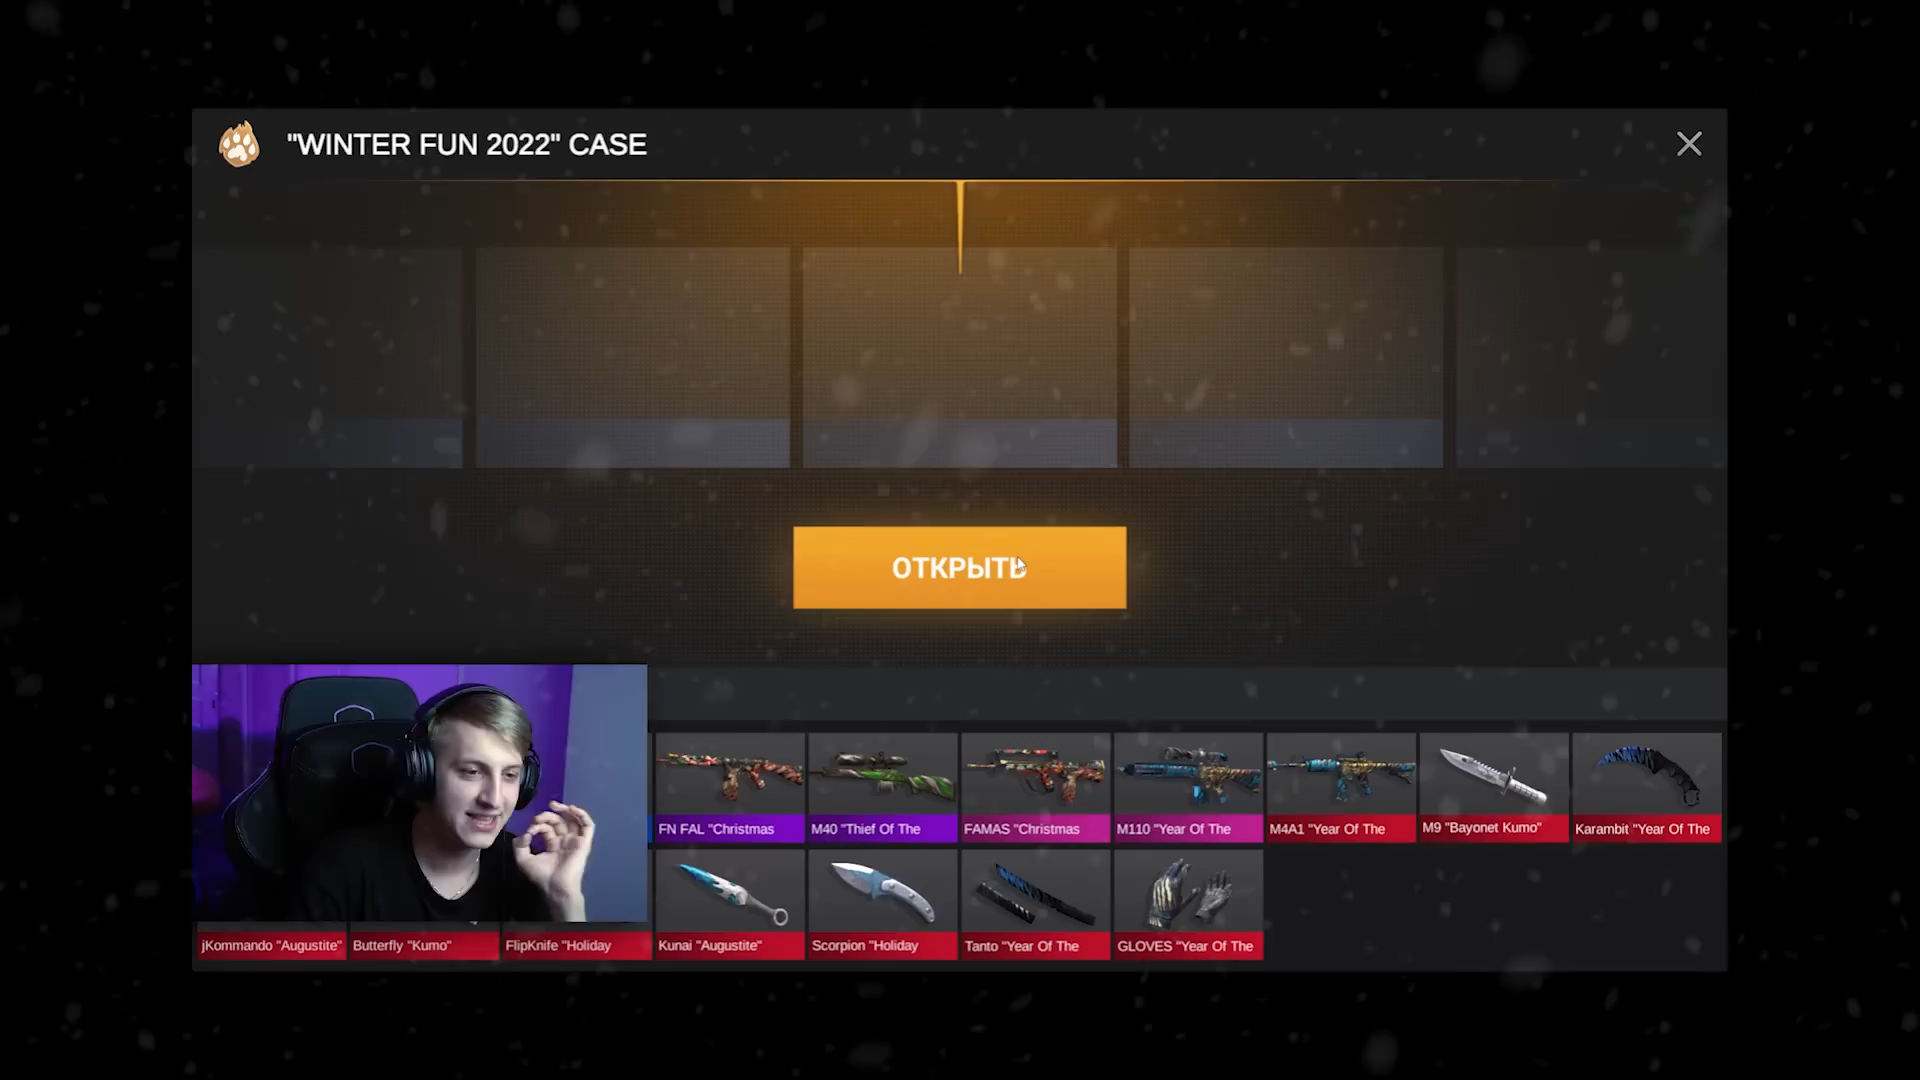 "WINTER FUN 2022" CASE
ОТКРЫТЬ
FN FAL "Christmas
M40 "Thief Of The
FAMAS "Christmas
M110 "Year Of The
M4A1 "Year Of The
M9 "Bayonet Kumo"
Karambit "Year Of The
jKommando "Augustite"
Butterfly "Kumo"
FlipKnife "Holiday
Kunai "Augustite"
Scorpion "Holiday
Tanto "Year Of The
GLOVES "Year Of The